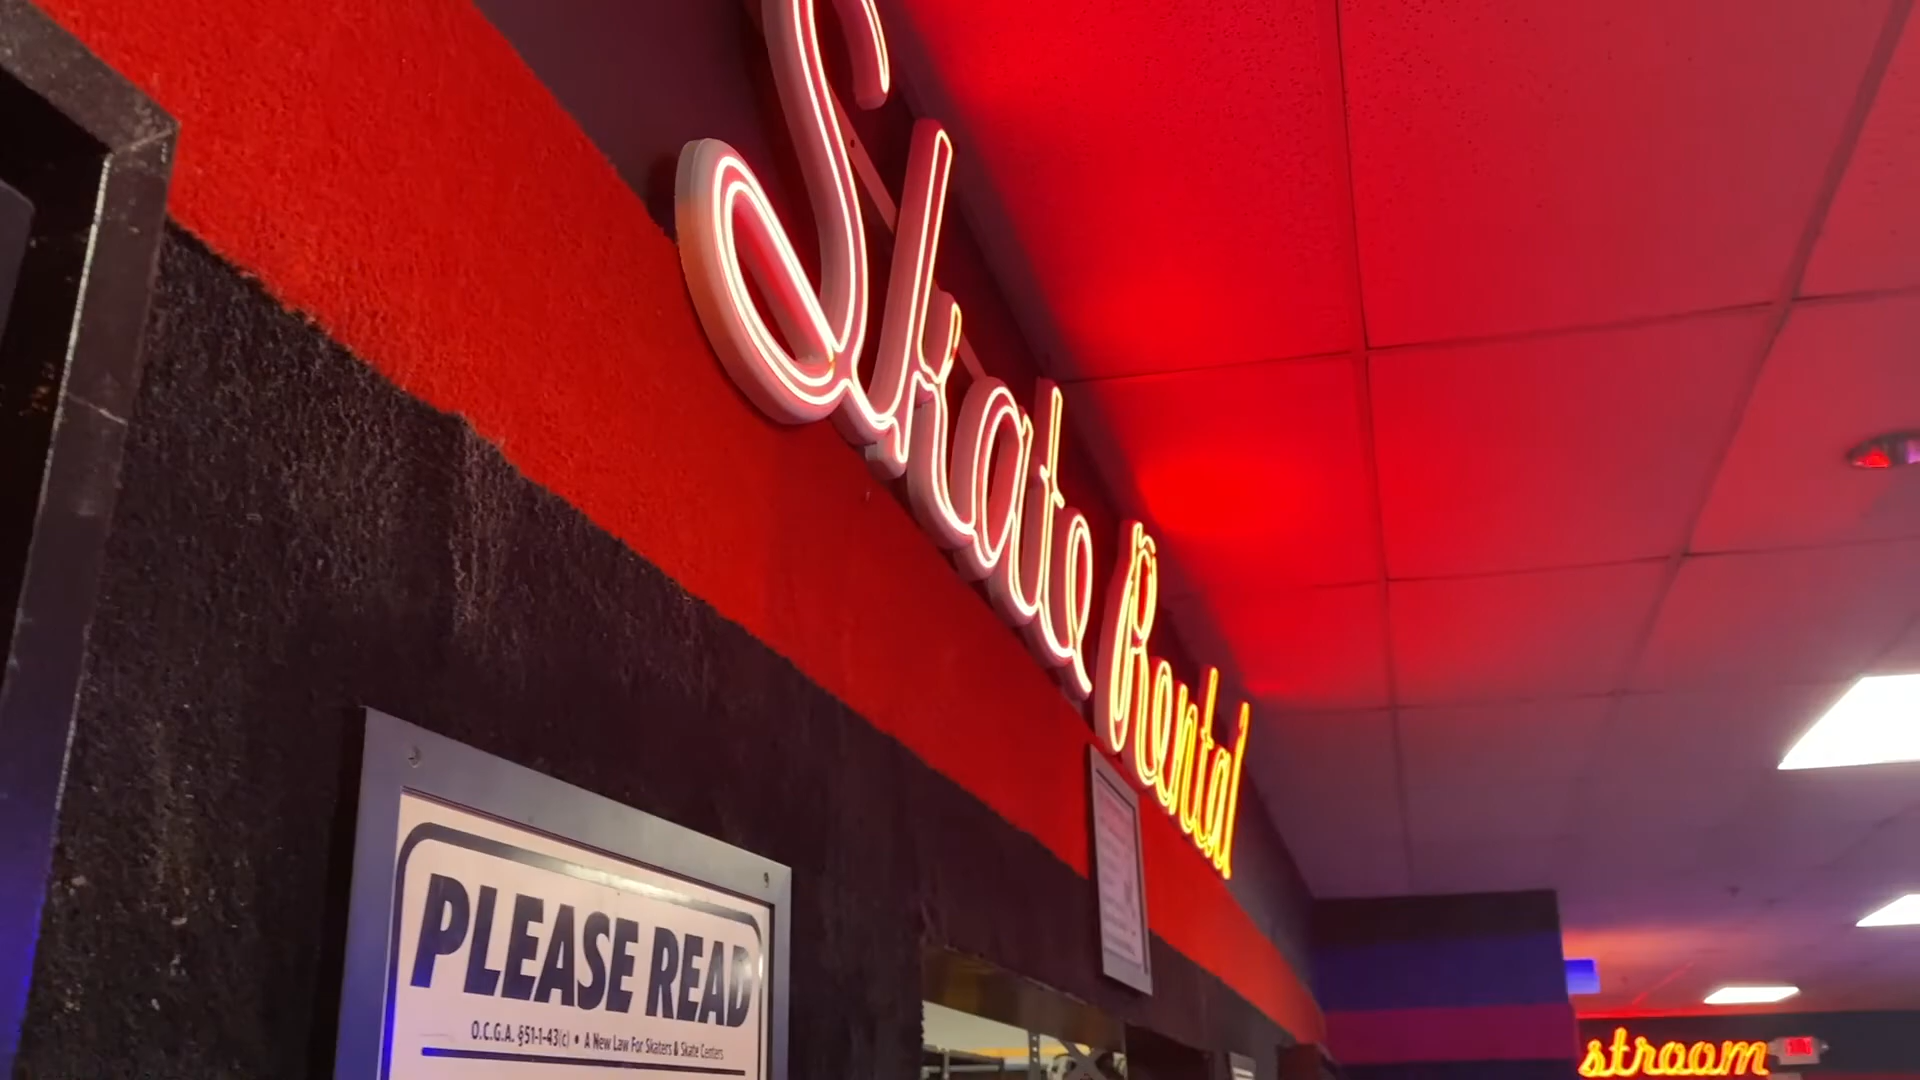 Skate Rental
PLEASE READ
O.C.G.A. §51-1-43(c) • A New Law For Skaters & Skate Centers
stroom